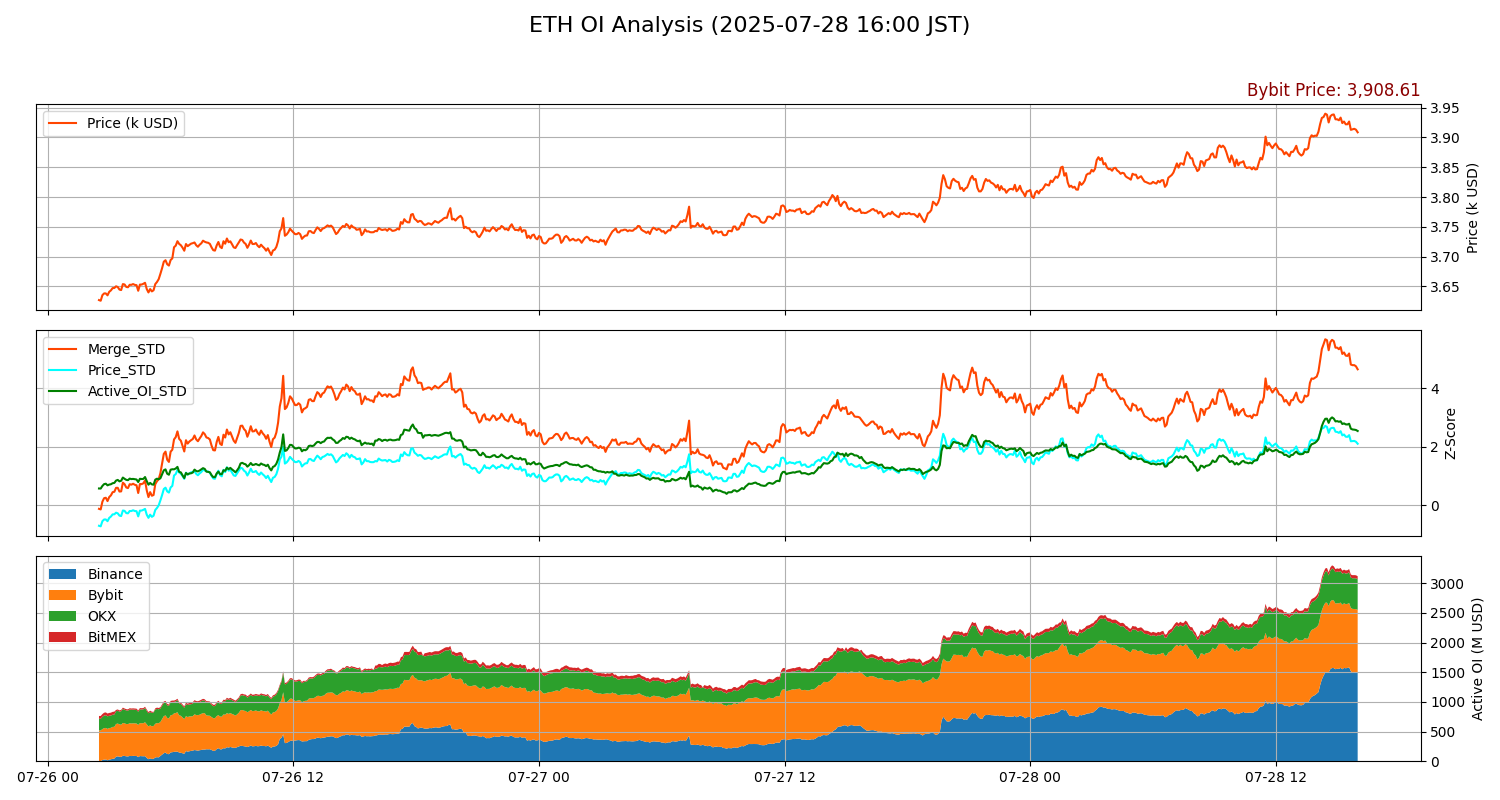 ETH OI Analysis (2025-07-28 16:00 JST)
Bybit Price: 3,908.61
Price (k USD)
3.95
3.90
3.85
3.80
3.75
3.70
3.65
Price (k USD)
Merge_STD
Price_STD
Active_OI_STD
4
2
0
Z-Score
Binance
Bybit
OKX
BitMEX
3000
2500
2000
1500
1000
500
0
Active OI (M USD)
07-26 00
07-26 12
07-27 00
07-27 12
07-28 00
07-28 12